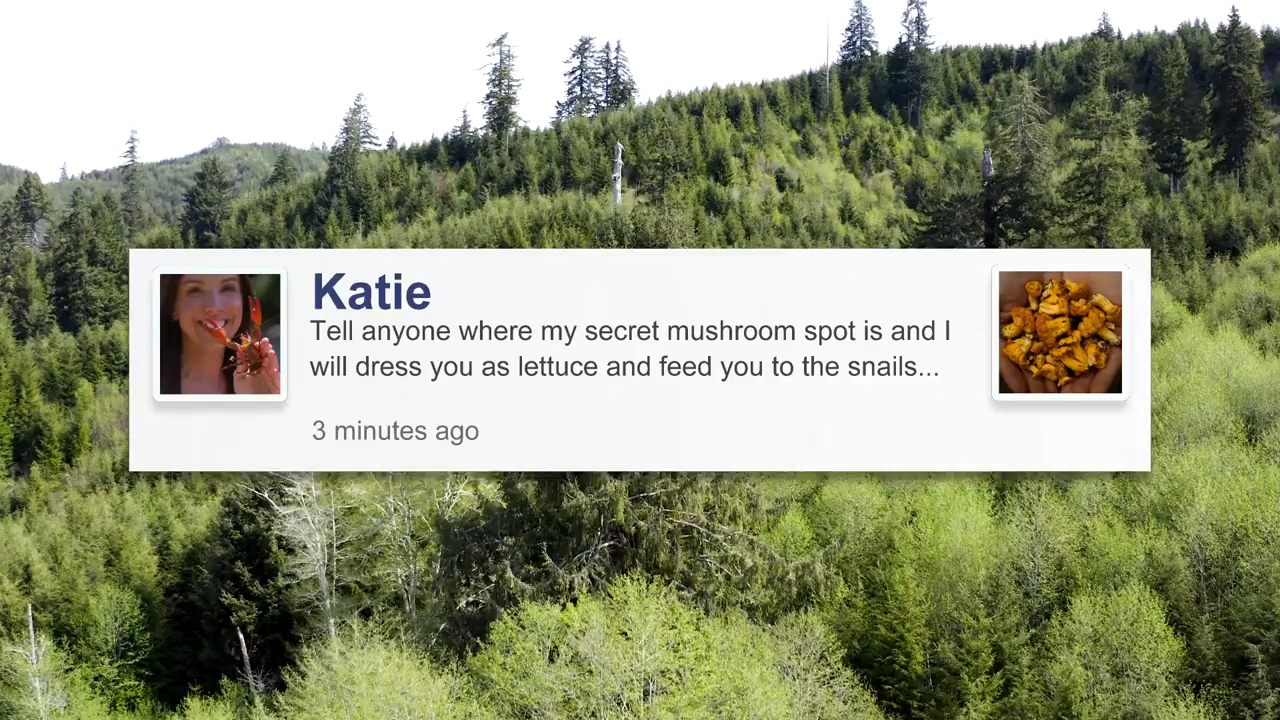 Katie
Tell anyone where my secret mushroom spot is and I
will dress you as lettuce and feed you to the snails...
3 minutes ago